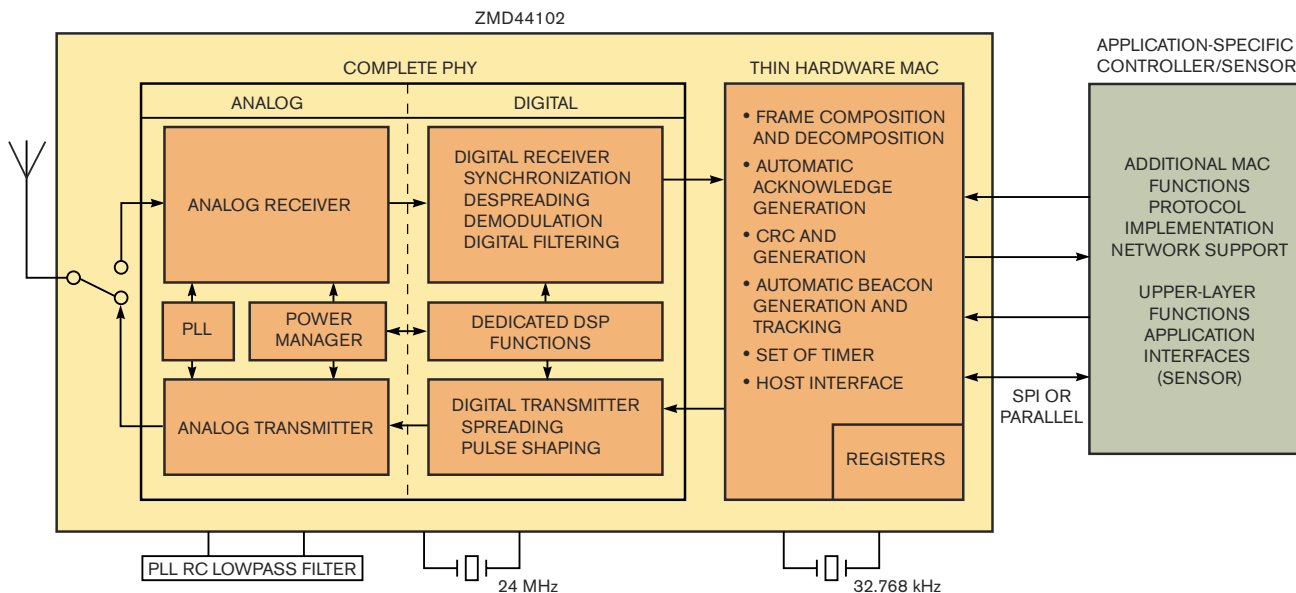 ZMD44102
APPLICATION-SPECIFIC
CONTROLLER/SENSOR
COMPLETE PHY
THIN HARDWARE MAC
ANALOG
DIGITAL
ANALOG RECEIVER
DIGITAL RECEIVER
SYNCHRONIZATION
DESPREADING
DEMODULATION
DIGITAL FILTERING
PLL
POWER
MANAGER
DEDICATED DSP
FUNCTIONS
ANALOG TRANSMITTER
DIGITAL TRANSMITTER
SPREADING
PULSE SHAPING
• FRAME COMPOSITION
AND DECOMPOSITION
• AUTOMATIC
ACKNOWLEDGE
GENERATION
• CRC AND
GENERATION
• AUTOMATIC BEACON
GENERATION AND
TRACKING
• SET OF TIMER
• HOST INTERFACE
REGISTERS
SPI OR
PARALLEL
ADDITIONAL MAC
FUNCTIONS
PROTOCOL
IMPLEMENTATION
NETWORK SUPPORT
UPPER-LAYER
FUNCTIONS
APPLICATION
INTERFACES
(SENSOR)
PLL RC LOWPASS FILTER
24 MHz
32.768 kHz